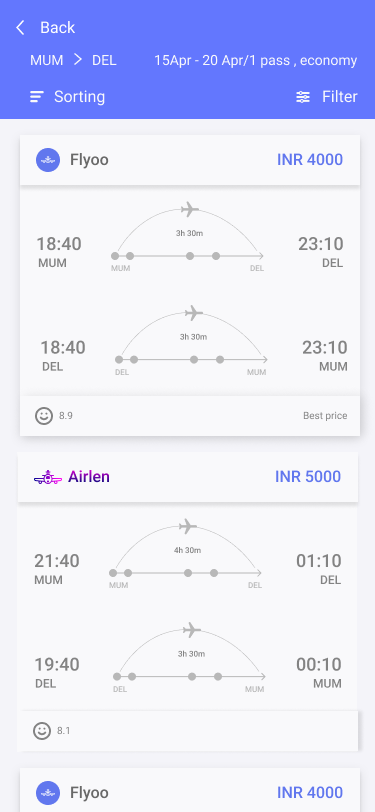 Back
MUM > DEL 15Apr - 20 Apr/1 pass , economy
Sorting Filter
Flyoo INR 4000
3h 30m
18:40 23:10
MUM DEL
MUM DEL
3h 30m
18:40 23:10
DEL MUM
DEL MUM
8.9 Best price
Airlen INR 5000
4h 30m
21:40 01:10
MUM DEL
MUM DEL
3h 30m
19:40 00:10
DEL MUM
DEL MUM
8.1
Flyoo INR 4000